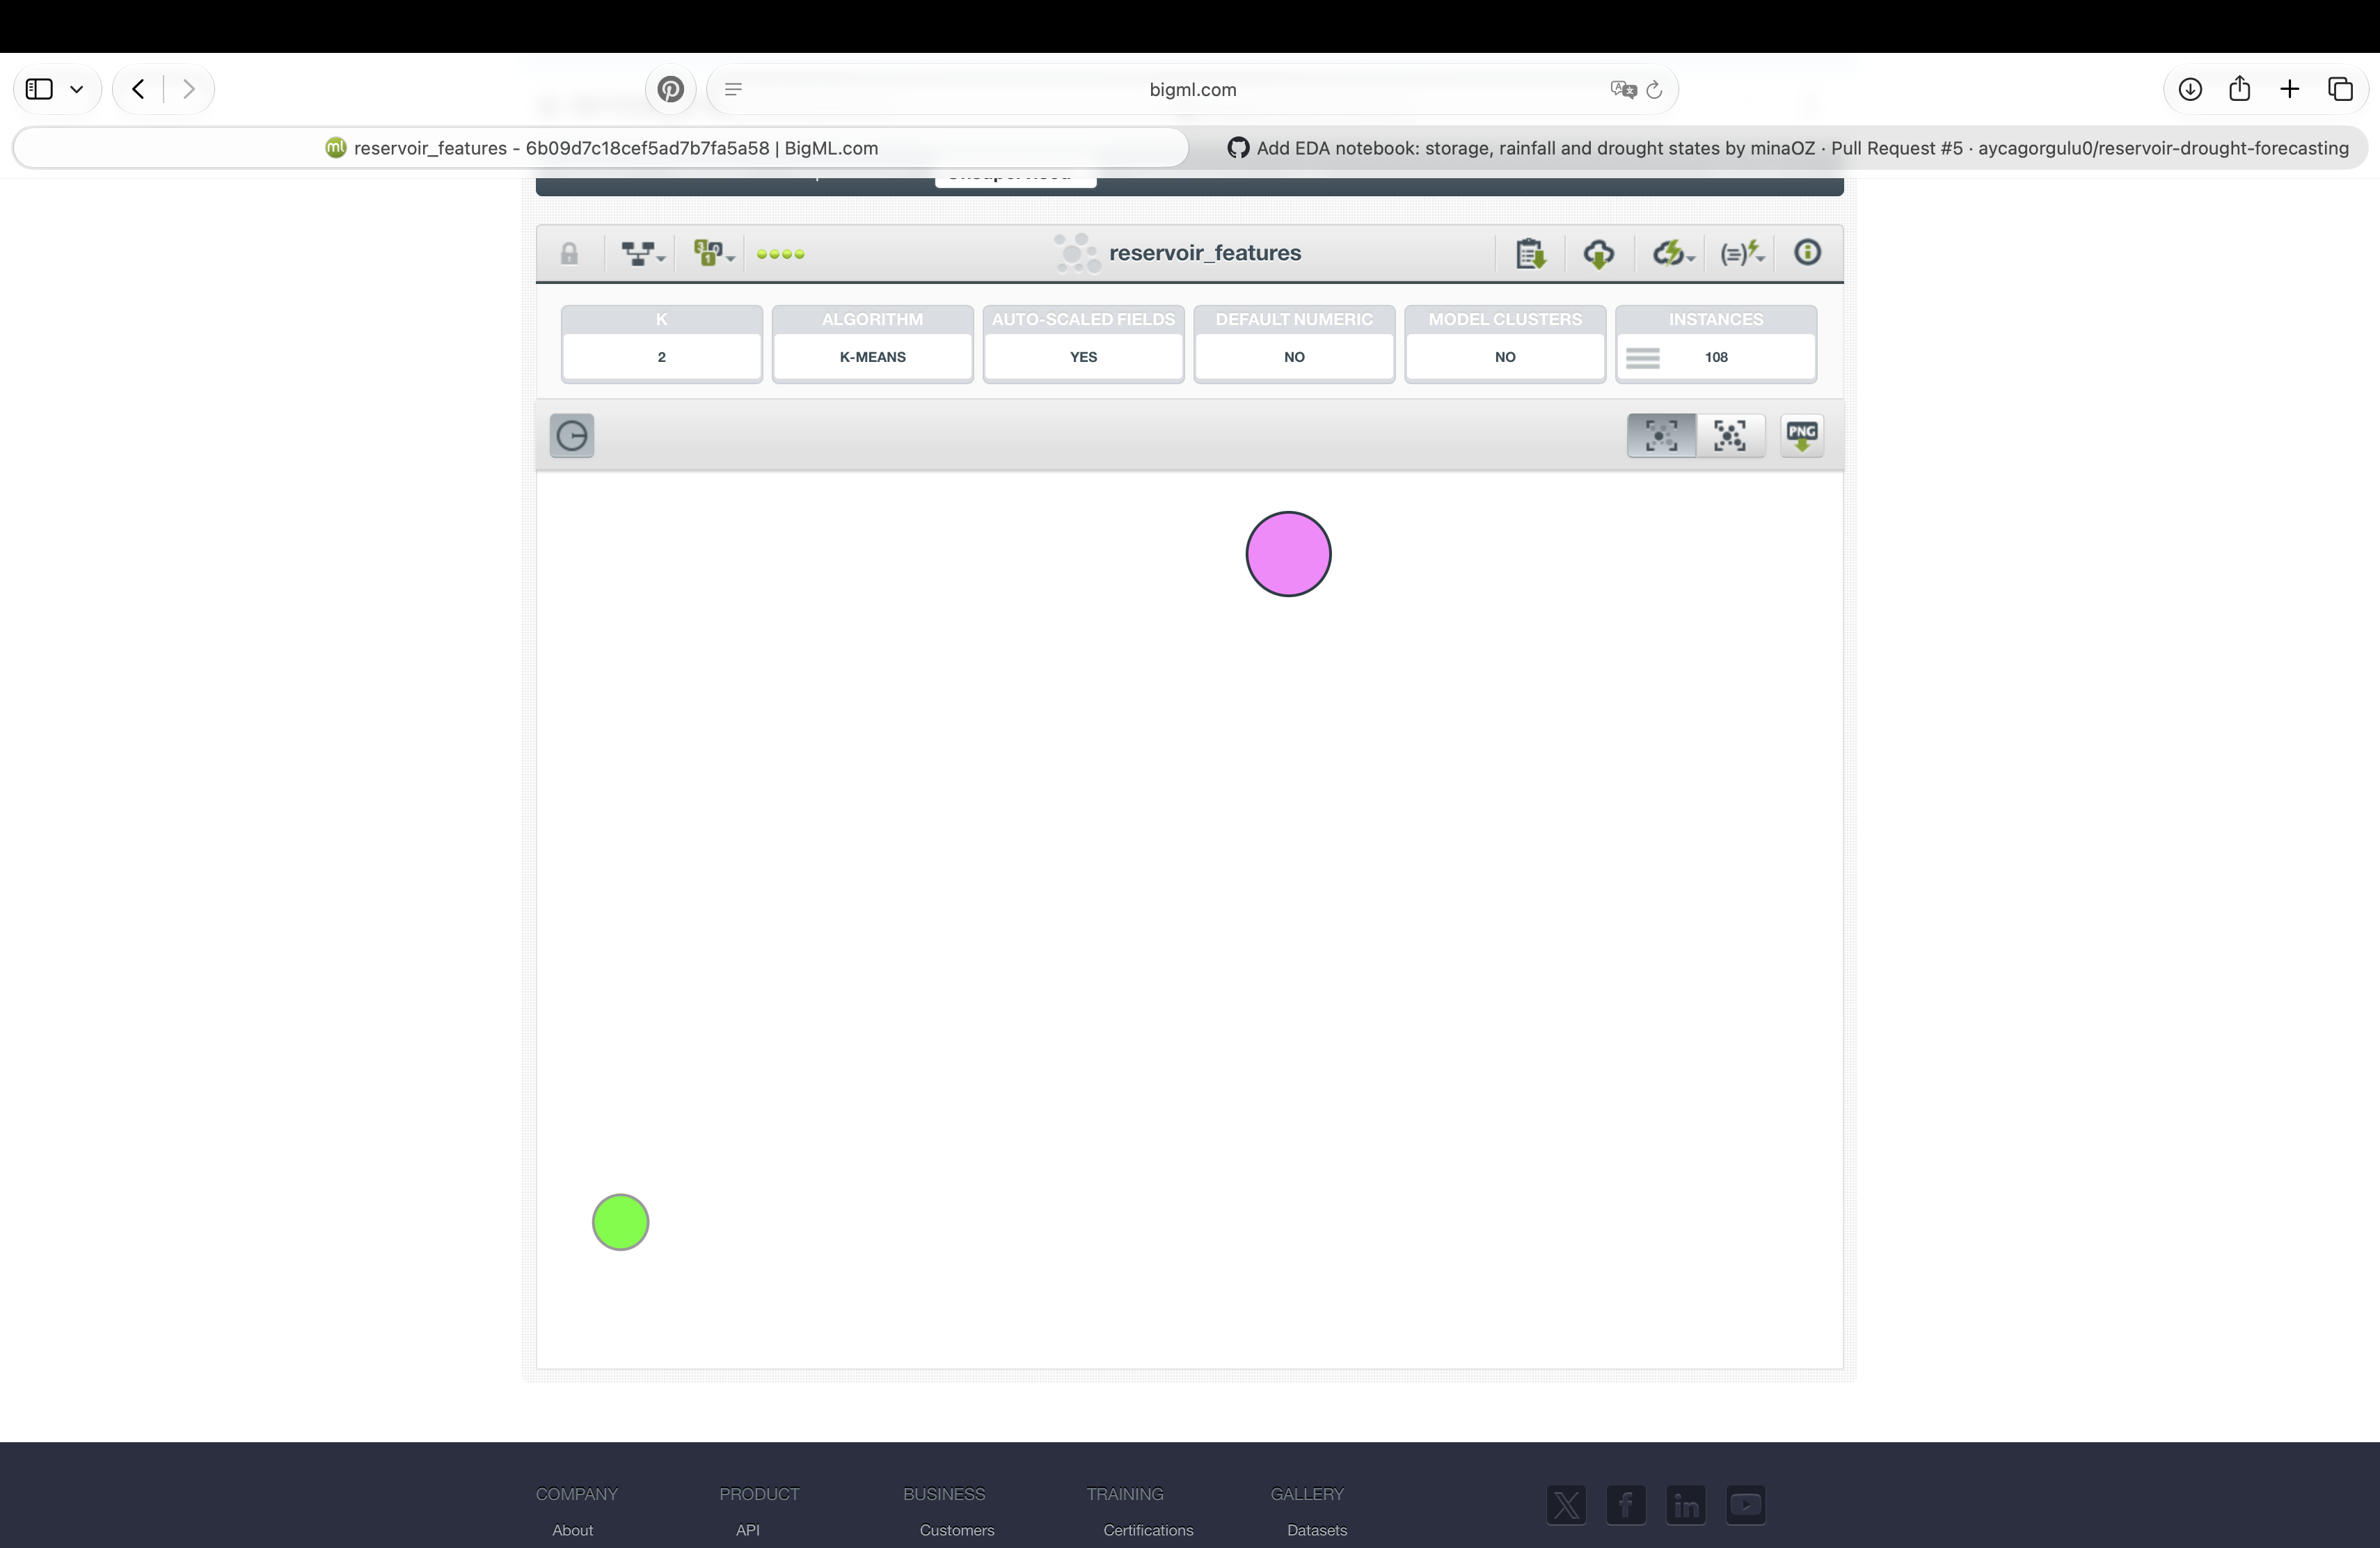 bigml.com
ml reservoir_features - 6b09d7c18cef5ad7b7fa5a58 | BigML.com
Add EDA notebook: storage, rainfall and drought states by minaOZ · Pull Request #5 · aycagorgulu0/reservoir-drought-forecasting
reservoir_features
K
2
ALGORITHM
K-MEANS
AUTO-SCALED FIELDS
YES
DEFAULT NUMERIC
NO
MODEL CLUSTERS
NO
INSTANCES
108
PNG
COMPANY
About
PRODUCT
API
BUSINESS
Customers
TRAINING
Certifications
GALLERY
Datasets